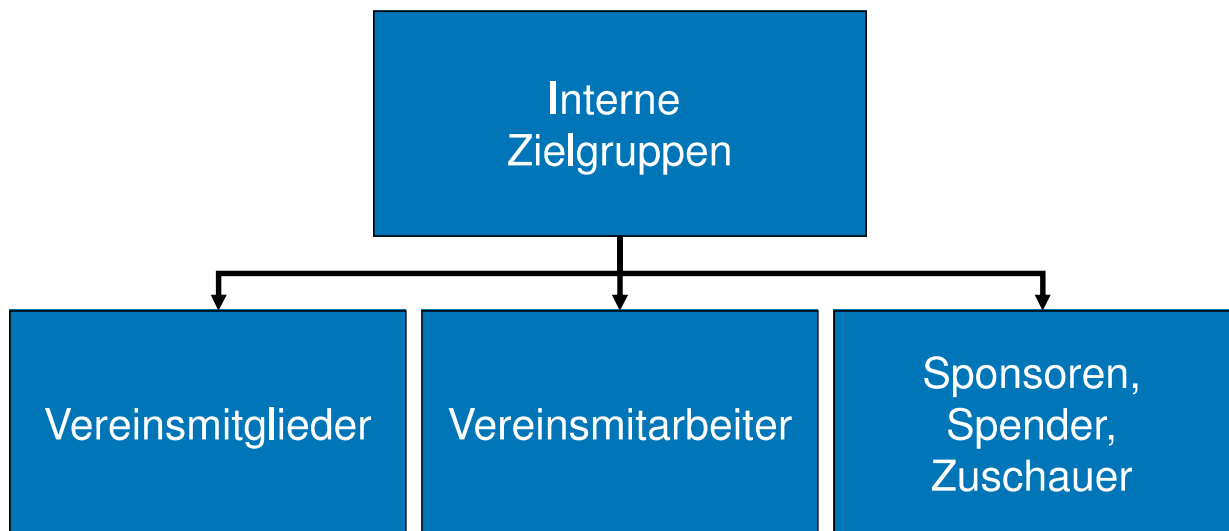 Interne
Zielgruppen
Vereinsmitglieder
Vereinsmitarbeiter
Sponsoren,
Spender,
Zuschauer